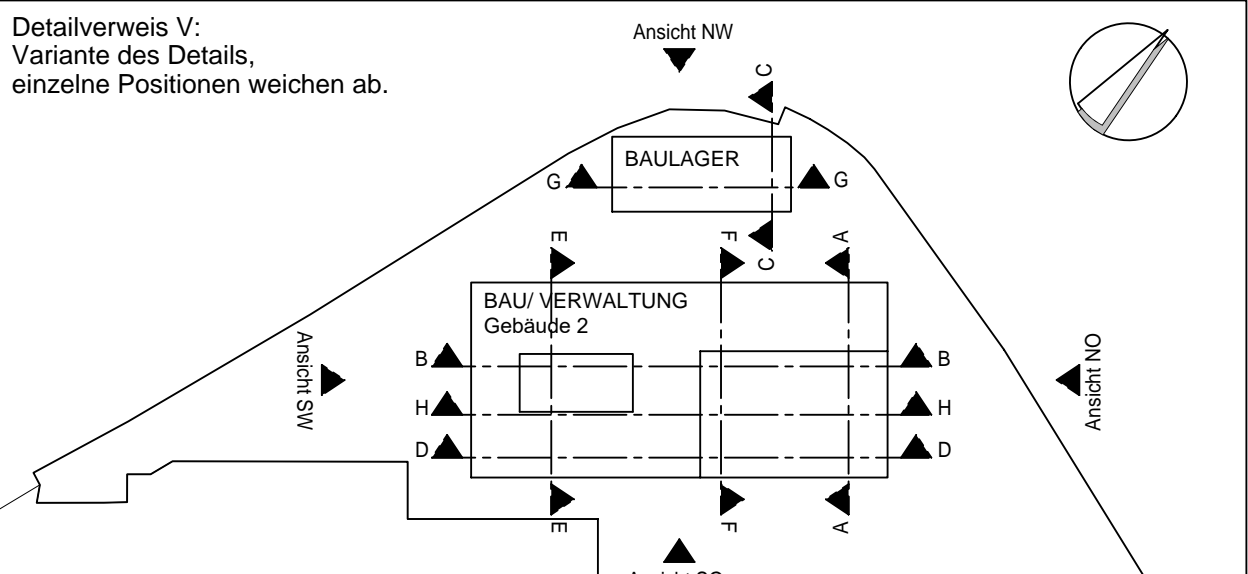 Detailverweis V:
Variante des Details,
einzelne Positionen weichen ab.
Ansicht NW
C
BAULAGER
G
G
C
E
F
A
BAU/ VERWALTUNG
Gebäude 2
Ansicht SW
Ansicht NO
B
B
H
H
D
D
E
F
A